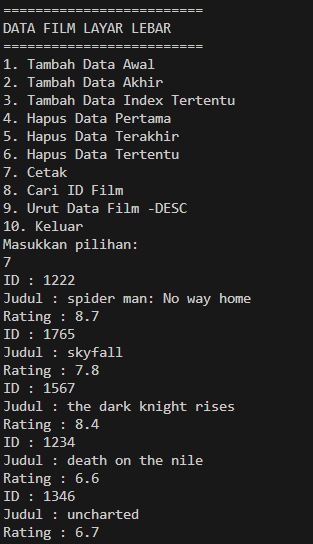 =========================
DATA FILM LAYAR LEBAR
=========================
1. Tambah Data Awal
2. Tambah Data Akhir
3. Tambah Data Index Tertentu
4. Hapus Data Pertama
5. Hapus Data Terakhir
6. Hapus Data Tertentu
7. Cetak
8. Cari ID Film
9. Urut Data Film -DESC
10. Keluar
Masukkan pilihan:
7
ID : 1222
Judul : spider man: No way home
Rating : 8.7
ID : 1765
Judul : skyfall
Rating : 7.8
ID : 1567
Judul : the dark knight rises
Rating : 8.4
ID : 1234
Judul : death on the nile
Rating : 6.6
ID : 1346
Judul : uncharted
Rating : 6.7